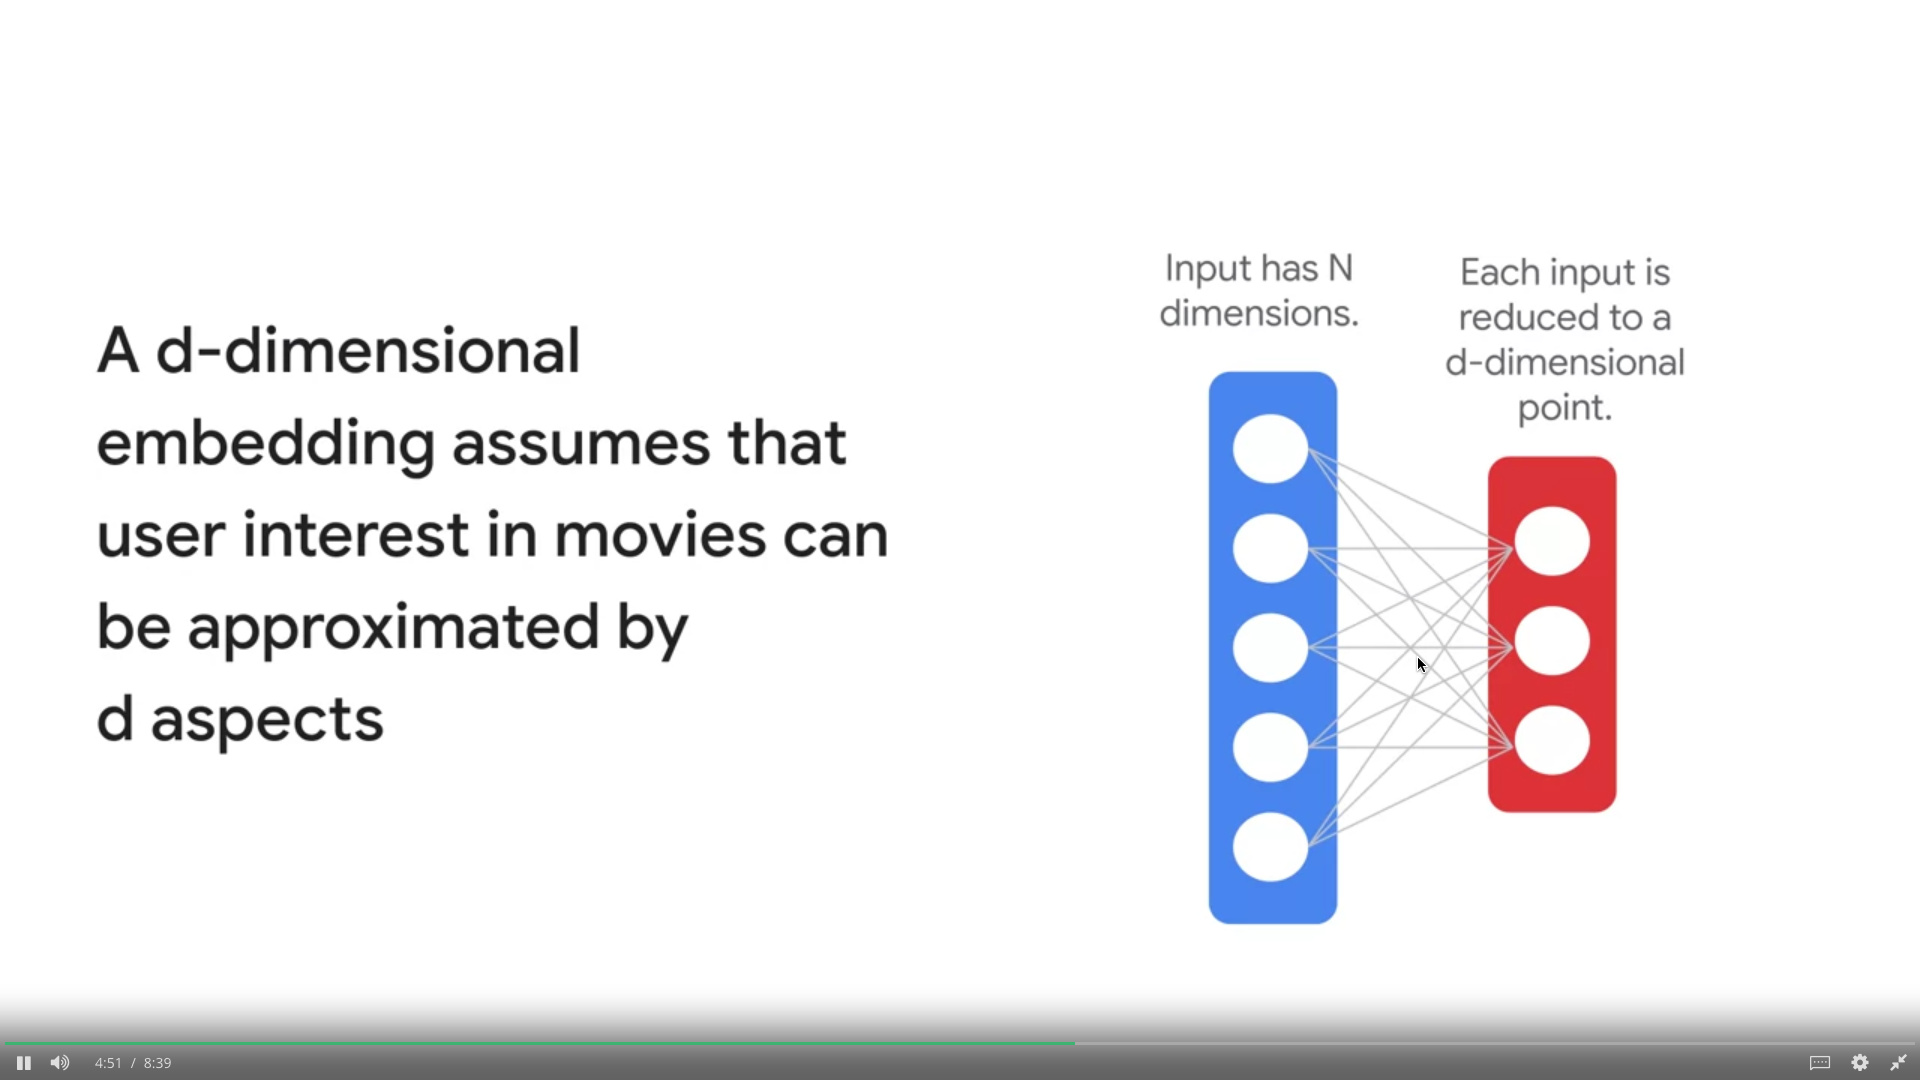 A d-dimensional
embedding assumes that
user interest in movies can
be approximated by
d aspects
Input has N
dimensions.
Each input is
reduced to a
d-dimensional
point.
4:51 / 8:39